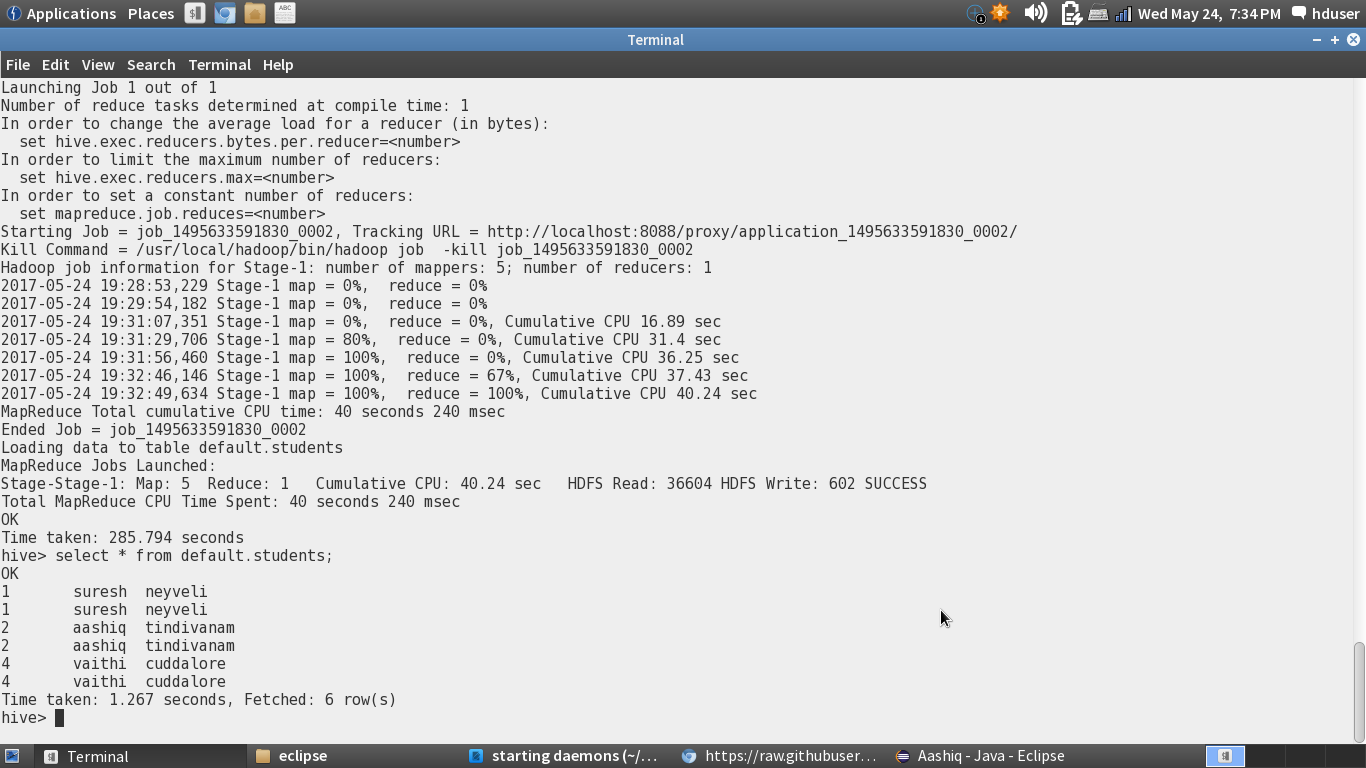 Applications Places Wed May 24, 7:34 PM hduser
Terminal
File Edit View Search Terminal Help
Launching Job 1 out of 1
Number of reduce tasks determined at compile time: 1
In order to change the average load for a reducer (in bytes):
  set hive.exec.reducers.bytes.per.reducer=<number>
In order to limit the maximum number of reducers:
  set hive.exec.reducers.max=<number>
In order to set a constant number of reducers:
  set mapreduce.job.reduces=<number>
Starting Job = job_1495633591830_0002, Tracking URL = http://localhost:8088/proxy/application_1495633591830_0002/
Kill Command = /usr/local/hadoop/bin/hadoop job  -kill job_1495633591830_0002
Hadoop job information for Stage-1: number of mappers: 5; number of reducers: 1
2017-05-24 19:28:53,229 Stage-1 map = 0%,  reduce = 0%
2017-05-24 19:29:54,182 Stage-1 map = 0%,  reduce = 0%
2017-05-24 19:31:07,351 Stage-1 map = 0%,  reduce = 0%, Cumulative CPU 16.89 sec
2017-05-24 19:31:29,706 Stage-1 map = 80%,  reduce = 0%, Cumulative CPU 31.4 sec
2017-05-24 19:31:56,460 Stage-1 map = 100%,  reduce = 0%, Cumulative CPU 36.25 sec
2017-05-24 19:32:46,146 Stage-1 map = 100%,  reduce = 67%, Cumulative CPU 37.43 sec
2017-05-24 19:32:49,634 Stage-1 map = 100%,  reduce = 100%, Cumulative CPU 40.24 sec
MapReduce Total cumulative CPU time: 40 seconds 240 msec
Ended Job = job_1495633591830_0002
Loading data to table default.students
MapReduce Jobs Launched:
Stage-Stage-1: Map: 5  Reduce: 1   Cumulative CPU: 40.24 sec   HDFS Read: 36604 HDFS Write: 602 SUCCESS
Total MapReduce CPU Time Spent: 40 seconds 240 msec
OK
Time taken: 285.794 seconds
hive> select * from default.students;
OK
1       suresh  neyveli
1       suresh  neyveli
2       aashiq  tindivanam
2       aashiq  tindivanam
4       vaithi  cuddalore
4       vaithi  cuddalore
Time taken: 1.267 seconds, Fetched: 6 row(s)
hive>
Terminal eclipse starting daemons (~/... https://raw.githubuser... Aashiq - Java - Eclipse